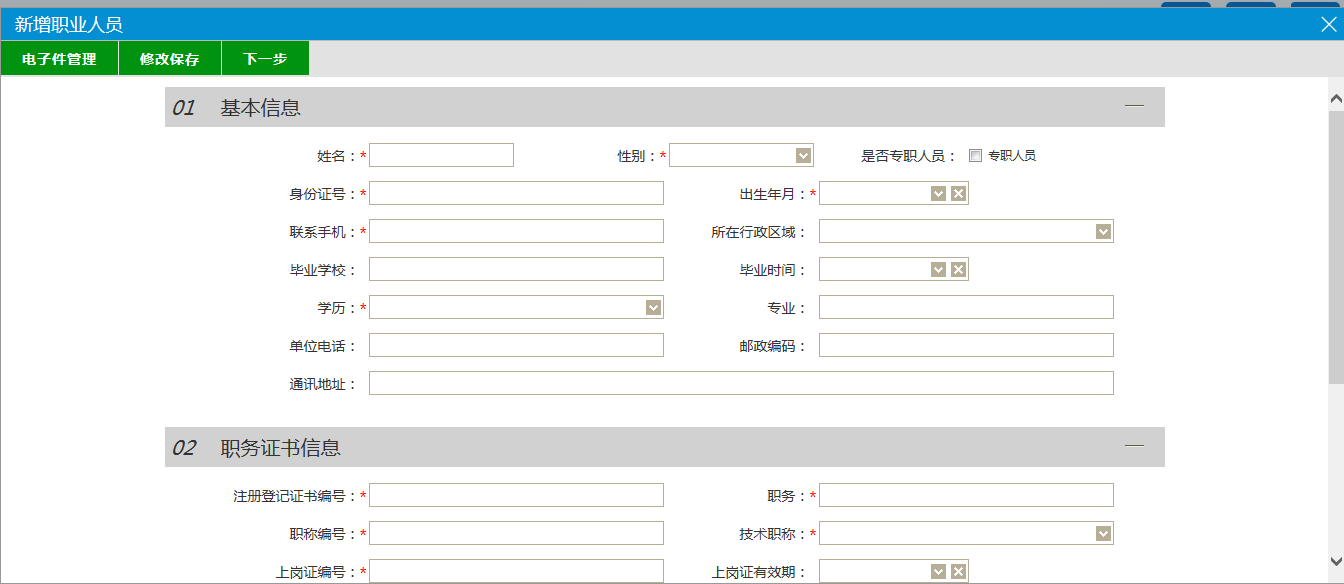 新增职业人员
电子件管理 修改保存 下一步
01 基本信息
姓名：* 性别：* 是否专职人员： 专职人员
身份证号：* 出生年月：*
联系手机：* 所在行政区域：
毕业学校： 毕业时间：
学历：* 专业：
单位电话： 邮政编码：
通讯地址：
02 职务证书信息
注册登记证书编号：* 职务：*
职称编号：* 技术职称：*
上岗证编号：* 上岗证有效期：